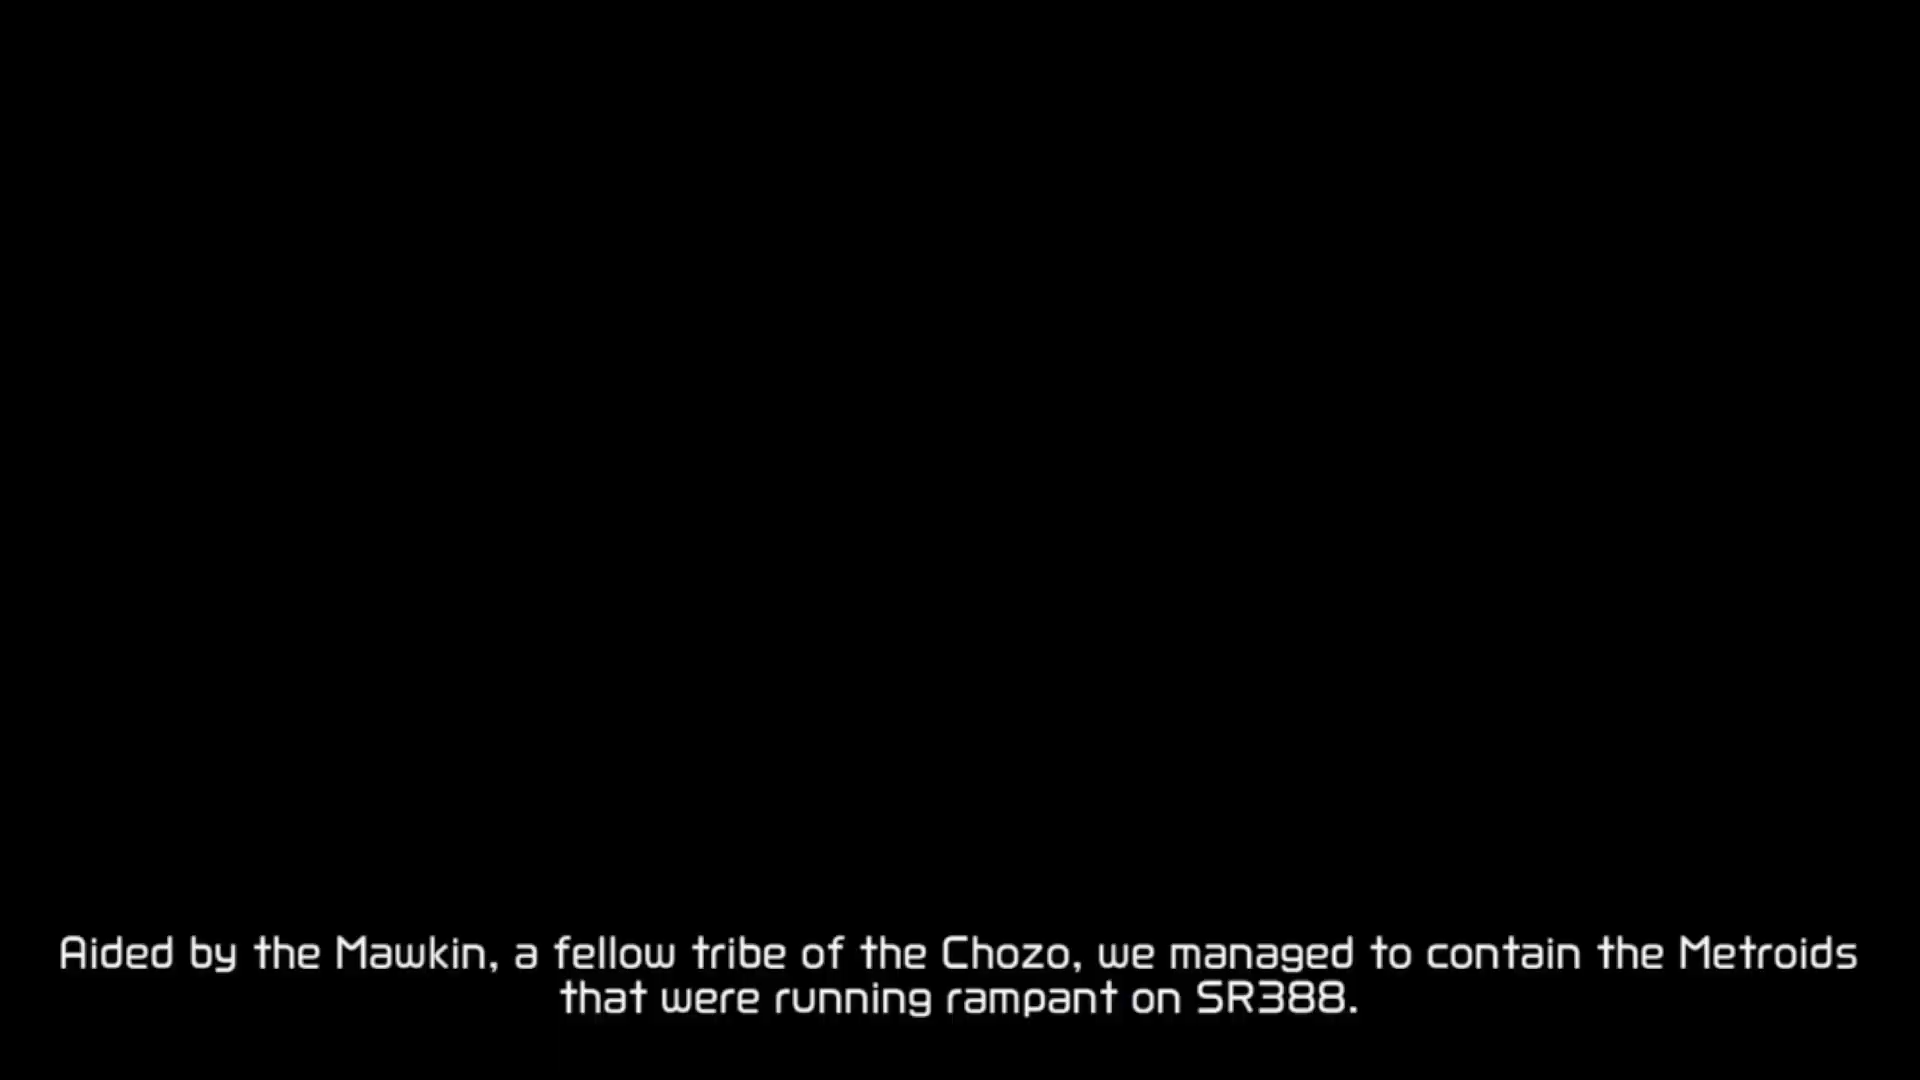 Aided by the Mawkin, a fellow tribe of the Chozo, we managed to contain the Metroids
that were running rampant on SR388.